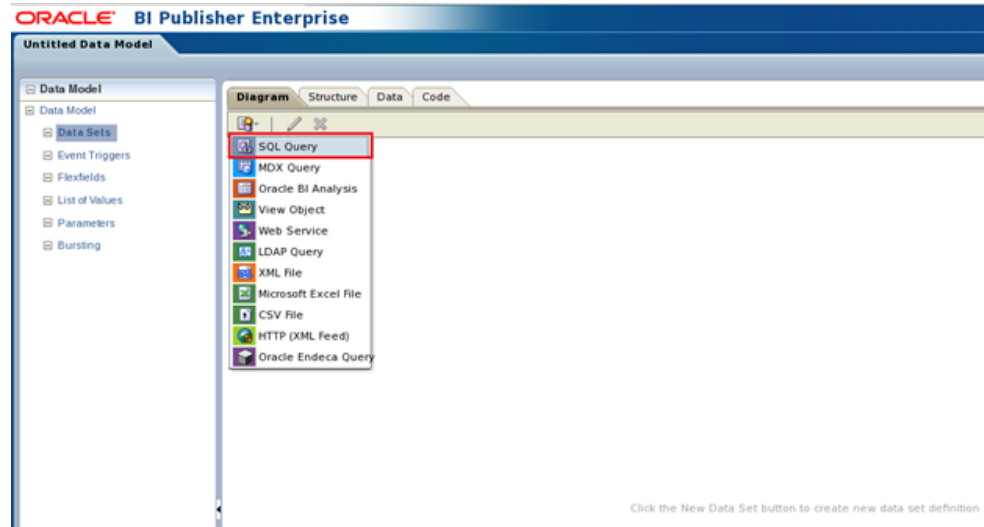 ORACLE BI Publisher Enterprise
Untitled Data Model
Data Model
Data Model
Data Sets
Event Triggers
Flexfields
List of Values
Parameters
Bursting
Diagram Structure Data Code
SQL Query
MDX Query
Oracle BI Analysis
View Object
Web Service
LDAP Query
XML File
Microsoft Excel File
CSV File
HTTP (XML Feed)
Oracle Endeca Query
Click the New Data Set button to create new data set definition